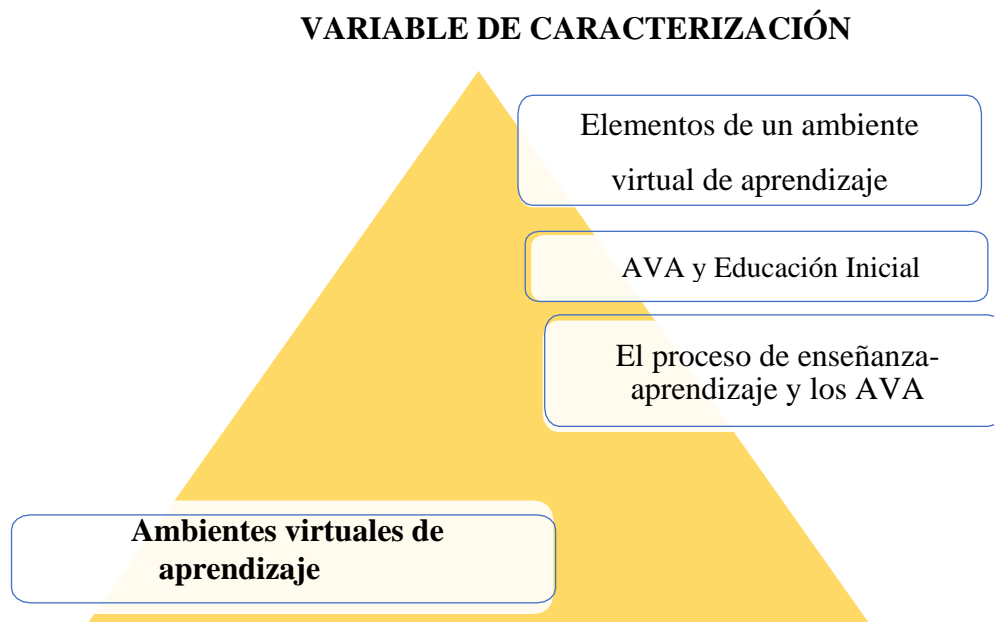 VARIABLE DE CARACTERIZACIÓN
Elementos de un ambiente
virtual de aprendizaje
AVA y Educación Inicial
El proceso de enseñanza-
aprendizaje y los AVA
Ambientes virtuales de
aprendizaje